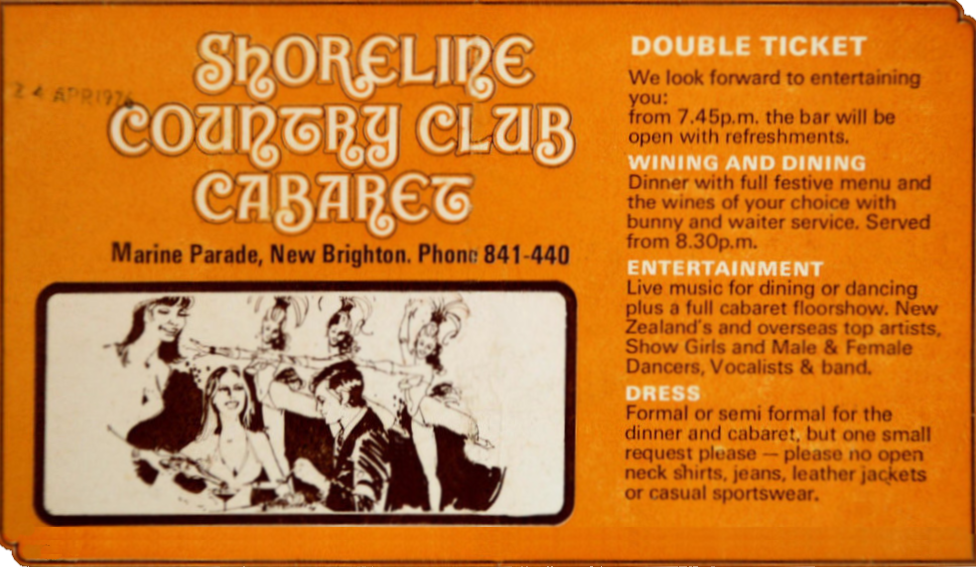 24 APR 1976
ShORELINE
COUNTRY CLUB
CABARET
Marine Parade, New Brighton. Phone 841-440
DOUBLE TICKET
We look forward to entertaining
you:
from 7.45p.m. the bar will be
open with refreshments.
WINING AND DINING
Dinner with full festive menu and
the wines of your choice with
bunny and waiter service. Served
from 8.30p.m.
ENTERTAINMENT
Live music for dining or dancing
plus a full cabaret floorshow. New
Zealand's and overseas top artists,
Show Girls and Male & Female
Dancers, Vocalists & band.
DRESS
Formal or semi formal for the
dinner and cabaret, but one small
request please — please no open
neck shirts, jeans, leather jackets
or casual sportswear.